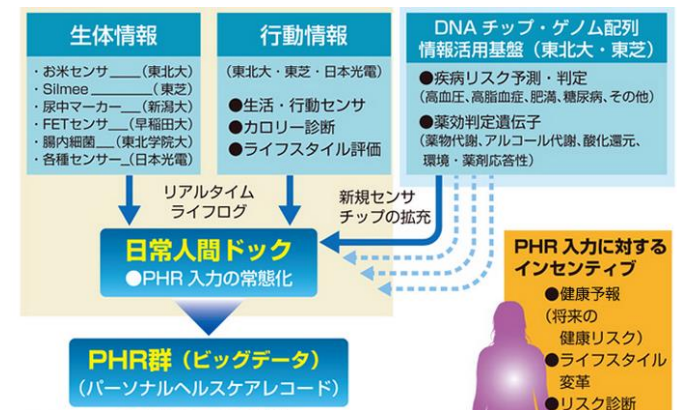 生体情報
・お米センサ____(東北大)
・Silmee________(東芝)
・尿中マーカー___(新潟大)
・FETセンサ__(早稲田大)
・腸内細菌__(東北学院大)
・各種センサー_(日本光電)
行動情報
(東北大・東芝・日本光電)
●生活・行動センサ
●カロリー診断
●ライフスタイル評価
DNA チップ・ゲノム配列
情報活用基盤(東北大・東芝)
●疾病リスク予測・判定
(高血圧、高脂血症、肥満、糖尿病、その他)
●薬効判定遺伝子
(薬物代謝、アルコール代謝、酸化還元、
環境・薬剤応答性)
リアルタイム
ライフログ
新規センサ
チップの拡充
日常人間ドック
●PHR 入力の常態化
PHR群(ビッグデータ)
(パーソナルヘルスケアレコード)
PHR 入力に対する
インセンティブ
●健康予報
(将来の
健康リスク)
●ライフスタイル
変革
●リスク診断